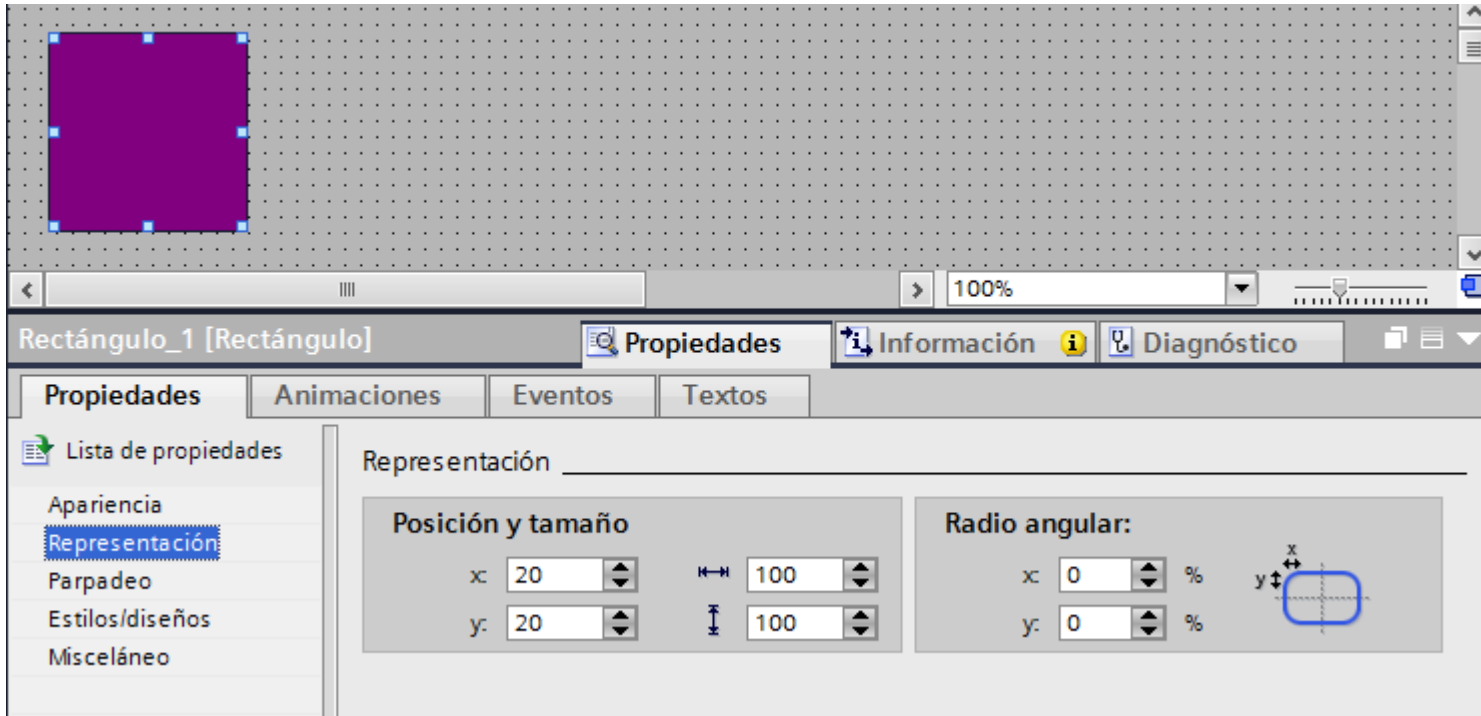 100%
Rectángulo_1 [Rectángulo]
Propiedades
Información
Diagnóstico
Propiedades
Animaciones
Eventos
Textos
Lista de propiedades
Apariencia
Representación
Parpadeo
Estilos/diseños
Misceláneo
Representación
Posición y tamaño
x: 20 100
y: 20 100
Radio angular:
x: 0 %
y: 0 %
x
y